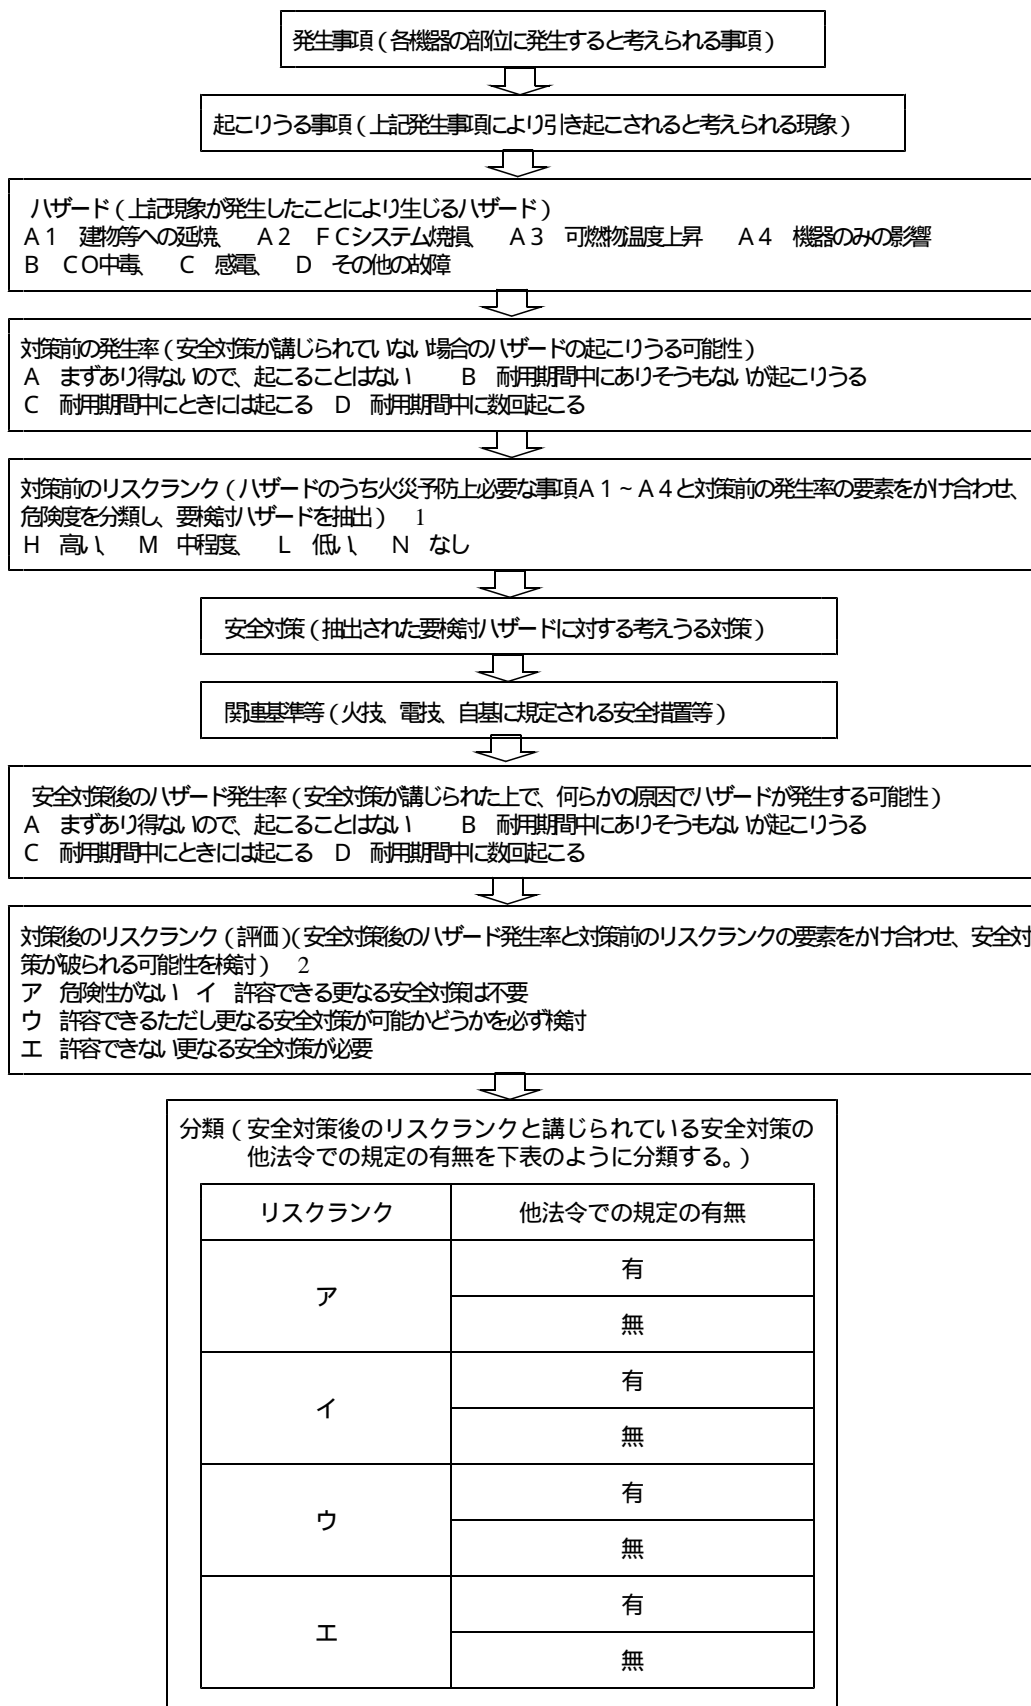 発生事項（各機器の部位に発生すると考えられる事項）
起こりうる事項（上記発生事項により引き起こされると考えられる現象）
ハザード（上記現象が発生したことにより生じるハザード）
A１　建物等への延焼、　A２　FCシステム焼損、　A３　可燃物温度上昇　A４　機器のみの影響
B　CO中毒、　C　感電、　D　その他の故障
対策前の発生率（安全対策が講じられていない場合のハザードの起こりうる可能性）
A　まずあり得ないので、起こることはない　　B　耐用期間中にありそうもないが起こりうる
C　耐用期間中にときには起こる　D　耐用期間中に数回起こる
対策前のリスクランク（ハザードのうち火災予防上必要な事項A１～A４と対策前の発生率の要素をかけ合わせ、
危険度を分類し、要検討ハザードを抽出）　1
H　高い、　M　中程度、　L　低い、　N　なし
安全対策（抽出された要検討ハザードに対する考えうる対策）
関連基準等（火技、電技、自基に規定される安全措置等）
安全対策後のハザード発生率（安全対策が講じられた上で、何らかの原因でハザードが発生する可能性）
A　まずあり得ないので、起こることはない　　B　耐用期間中にありそうもないが起こりうる
C　耐用期間中にときには起こる　D　耐用期間中に数回起こる
対策後のリスクランク（評価）（安全対策後のハザード発生率と対策前のリスクランクの要素をかけ合わせ、安全対
策が破られる可能性を検討）　2
ア　危険性がない　イ　許容できる更なる安全対策は不要
ウ　許容できるただし更なる安全対策が可能かどうかを必ず検討
エ　許容できない更なる安全対策が必要
分類（安全対策後のリスクランクと講じられている安全対策の
他法令での規定の有無を下表のように分類する。）
リスクランク　他法令での規定の有無
ア　有
無
イ　有
無
ウ　有
無
エ　有
無